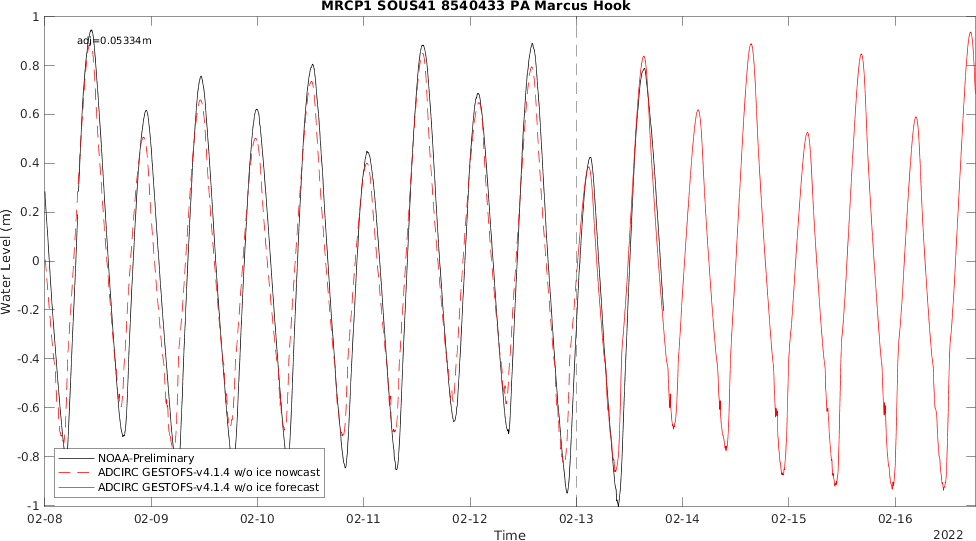 MRCP1 SOUS41 8540433 PA Marcus Hook
1
0.8
0.6
0.4
0.2
0
-0.2
-0.4
-0.6
-0.8
-1
Water Level (m)
adj=0.05334m
NOAA-Preliminary
ADCIRC GESTOFS-v4.1.4 w/o ice nowcast
ADCIRC GESTOFS-v4.1.4 w/o ice forecast
02-08 02-09 02-10 02-11 02-12 02-13 02-14 02-15 02-16
Time
2022